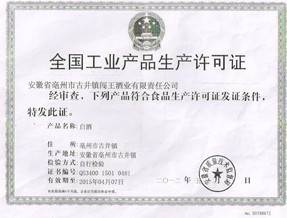 全国工业产品生产许可证
安徽省亳州市古井镇闯王酒业有限责任公司
经审查，下列产品符合食品生产许可证发证条件，
特发此证。
产品名称 白酒
住所 亳州市古井镇
生产地址 安徽省亳州市古井镇
检验方式 自行检验
证书编号 QS3400 1501 0481
有效期至 2015年04月07日
二〇一二